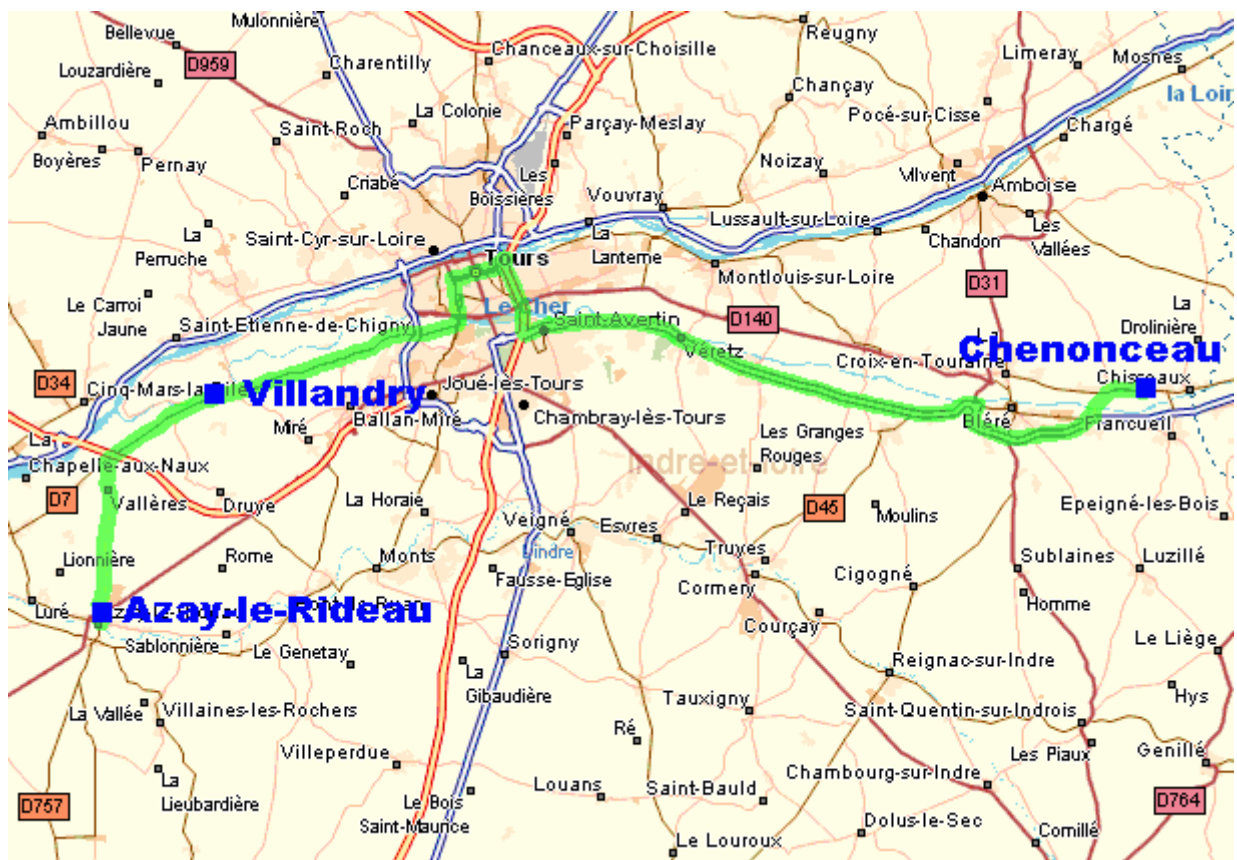 Mulonnière
Bellevue
D959
Louzardière
Charentilly
Chanceaux-sur-Choisille
Reugny
Limeray
Mosnes
la Loir
La Colonie
Chançay
Pocé-sur-Cisse
Ambillou
Boyères
Pernay
Saint-Roch
Parçay-Meslay
Chargé
Noizay
Criabé
Les
Boissières
Vouvray
Amboise
La
Perruche
Saint-Cyr-sur-Loire
La
Lanterne
Lussault-sur-Loire
Chandon
Les
Vallées
Tours
Montlouis-sur-Loire
D31
Le Carroi
Jaune
Le Cher
Saint-Etienne-de-Chigny
Saint-Avertin
D140
La
Drolinière
Véretz
La
Croix-en-Touraine
Chenonceau
D34
Cinq-Mars-la-Pile
Villandry
Joué-lès-Tours
Chisseaux
Ballan-Miré
Chambray-lès-Tours
Bléré
Francueil
Miré
La
Chapelle-aux-Naux
Les Granges
Rouges
Indre-et-Loire
D7
Vallères
Druye
La Horaie
Le Reçais
D45
Moulins
Epeigné-les-Bois
Veigné
Esvres
Lionnière
Rome
Monts
l'Indre
Truyes
Sublaines
Luzillé
Fausse-Eglise
Cormery
Cigogné
Luré
Azay-le-Rideau
Homme
Sablonnière
Le Genetay
Sorigny
Courçay
Le Liège
La
Gibaudière
Reignac-sur-Indre
Hys
La Vallée
Villaines-les-Rochers
Tauxigny
Saint-Quentin-sur-Indrois
Villeperdue
Ré
Les Piaux
Genillé
La
Lieubardière
Louans
Chambourg-sur-Indre
D757
Le Bois
Saint-Maurice
Saint-Bauld
D764
Dolus-le-Sec
Le Louroux